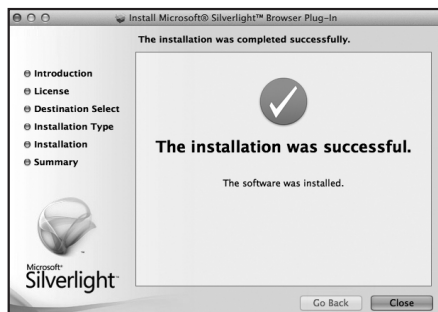 Install Microsoft® Silverlight™ Browser Plug-In
The installation was completed successfully.
Introduction
License
Destination Select
Installation Type
Installation
Summary
The installation was successful.
The software was installed.
Microsoft®
Silverlight™
Go Back
Close